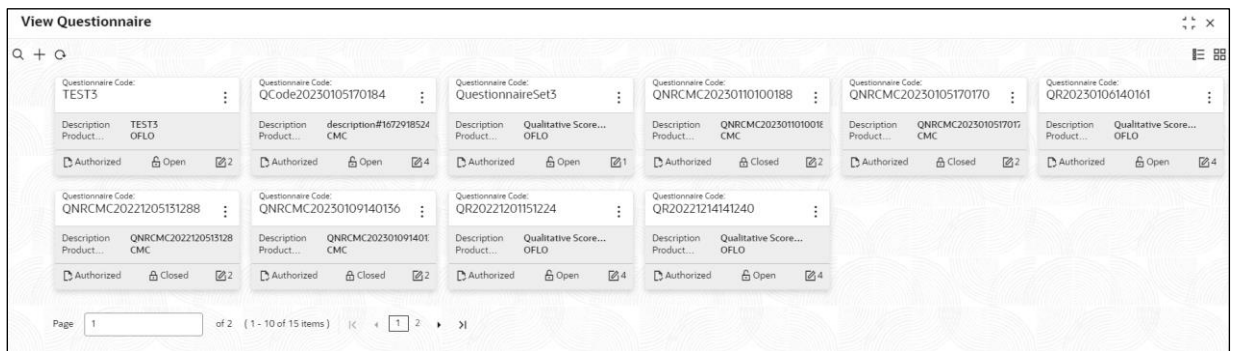 View Questionnaire
Questionnaire Code:
TEST3
Description TEST3
Product... OFLO
Authorized Open 2
Questionnaire Code:
QCode20230105170184
Description description#1672918524
Product... CMC
Authorized Open 4
Questionnaire Code:
QuestionnaireSet3
Description Qualitative Score...
Product... OFLO
Authorized Open 1
Questionnaire Code:
QNRCMC20230110100188
Description QNRCMC2023011010018
Product... CMC
Authorized Closed 2
Questionnaire Code:
QNRCMC20230105170170
Description QNRCMC2023010517017
Product... CMC
Authorized Closed 2
Questionnaire Code:
QR20230106140161
Description Qualitative Score...
Product... OFLO
Authorized Open 4
Questionnaire Code:
QNRCMC20221205131288
Description QNRCMC2022120513128
Product... CMC
Authorized Closed 2
Questionnaire Code:
QNRCMC20230109140136
Description QNRCMC202301091401
Product... CMC
Authorized Closed 2
Questionnaire Code:
QR20221201151224
Description Qualitative Score...
Product... OFLO
Authorized Open 4
Questionnaire Code:
QR20221214141240
Description Qualitative Score...
Product... OFLO
Authorized Open 4
Page 1 of 2 (1 - 10 of 15 items) 1 2